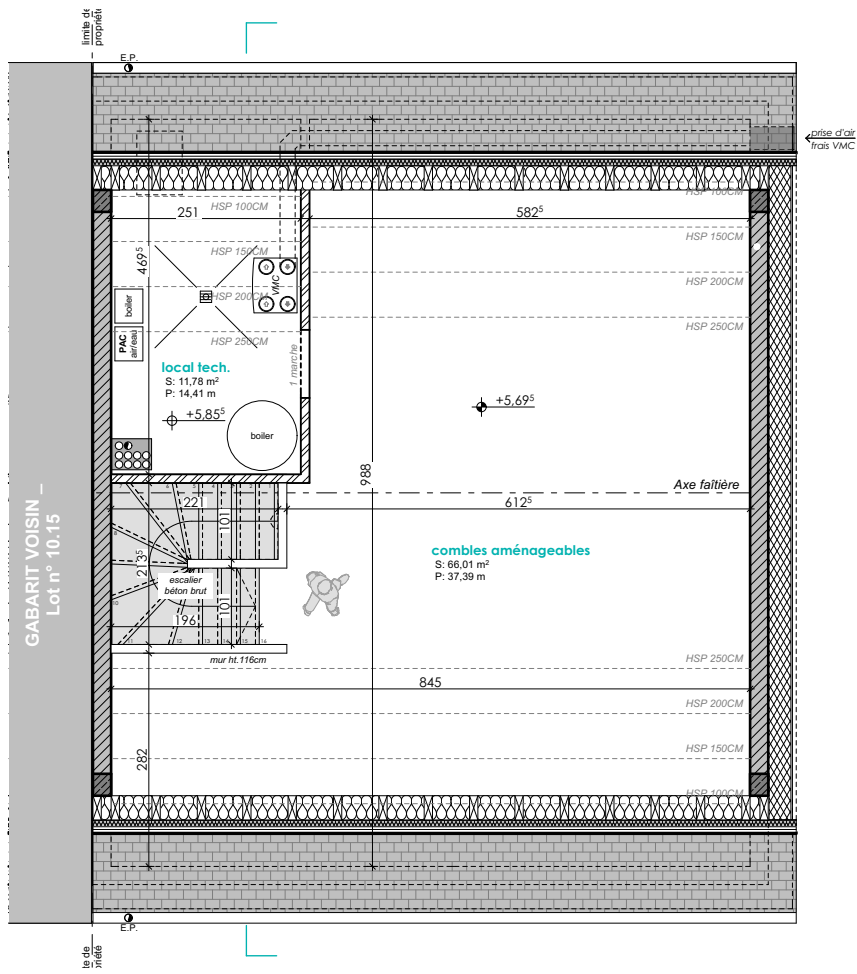 limite de
propriété
E.P.
prise d'air
frais VMC
HSP 100CM
HSP 100CM
251
582⁵
HSP 150CM
HSP 150CM
469⁵
VMC
HSP 200CM
HSP 200CM
boiler
HSP 250CM
HSP 250CM
PAC
air/eau
1 marche
local tech.
S: 11,78 m²
P: 14,41 m
+5,85⁵
+5,69⁵
boiler
988
Axe faîtière
221
612⁵
101
GABARIT VOISIN _
Lot n° 10.15
213⁵
combles aménageables
S: 66,01 m²
P: 37,39 m
escalier
béton brut
196
101
mur ht.116cm
HSP 250CM
845
HSP 200CM
282
HSP 150CM
HSP 100CM
E.P.